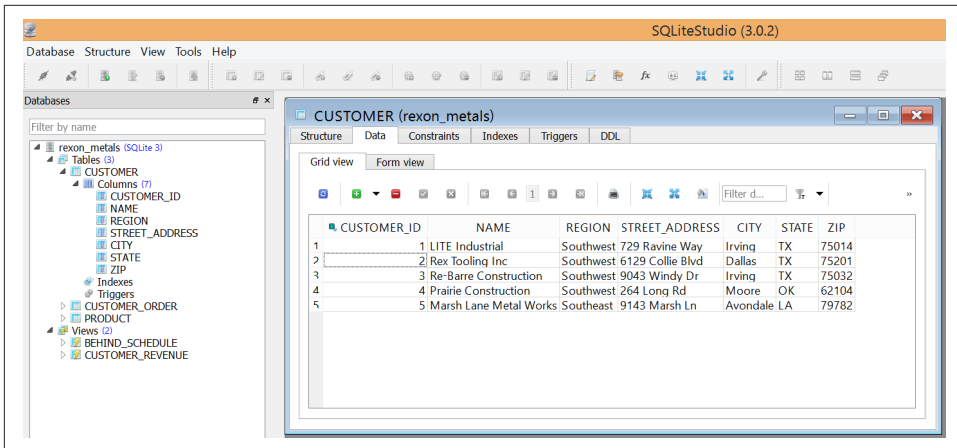 SQLiteStudio (3.0.2)
Database Structure View Tools Help
Databases
Filter by name
rexon_metals (SQLite 3)
Tables (3)
CUSTOMER
Columns (7)
CUSTOMER_ID
NAME
REGION
STREET_ADDRESS
CITY
STATE
ZIP
Indexes
Triggers
CUSTOMER_ORDER
PRODUCT
Views (2)
BEHIND_SCHEDULE
CUSTOMER_REVENUE
CUSTOMER (rexon_metals)
Structure Data Constraints Indexes Triggers DDL
Grid view Form view
1 Filter d... »
CUSTOMER_ID NAME REGION STREET_ADDRESS CITY STATE ZIP
1 1 LITE Industrial Southwest 729 Ravine Way Irving TX 75014
2 2 Rex Tooling Inc Southwest 6129 Collie Blvd Dallas TX 75201
3 3 Re-Barre Construction Southwest 9043 Windy Dr Irving TX 75032
4 4 Prairie Construction Southwest 264 Long Rd Moore OK 62104
5 5 Marsh Lane Metal Works Southeast 9143 Marsh Ln Avondale LA 79782